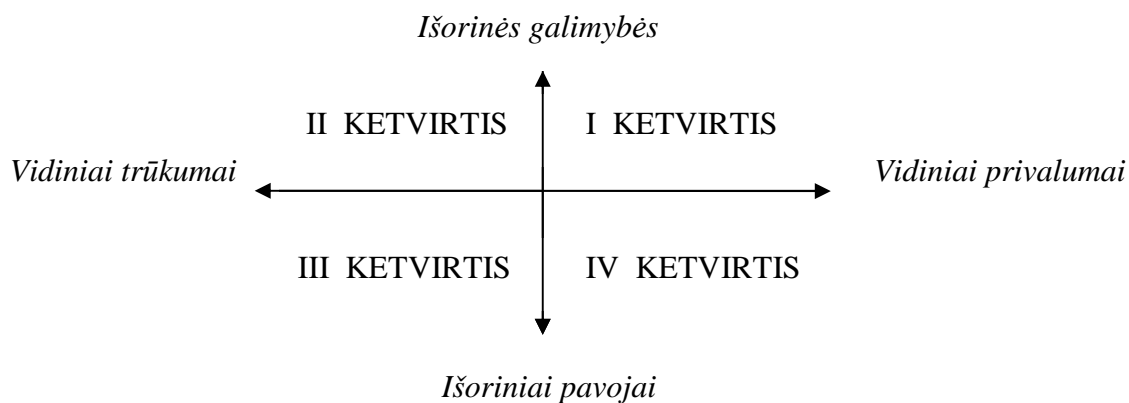 Išorinės galimybės
II KETVIRTIS I KETVIRTIS
Vidiniai trūkumai Vidiniai privalumai
III KETVIRTIS IV KETVIRTIS
Išoriniai pavojai